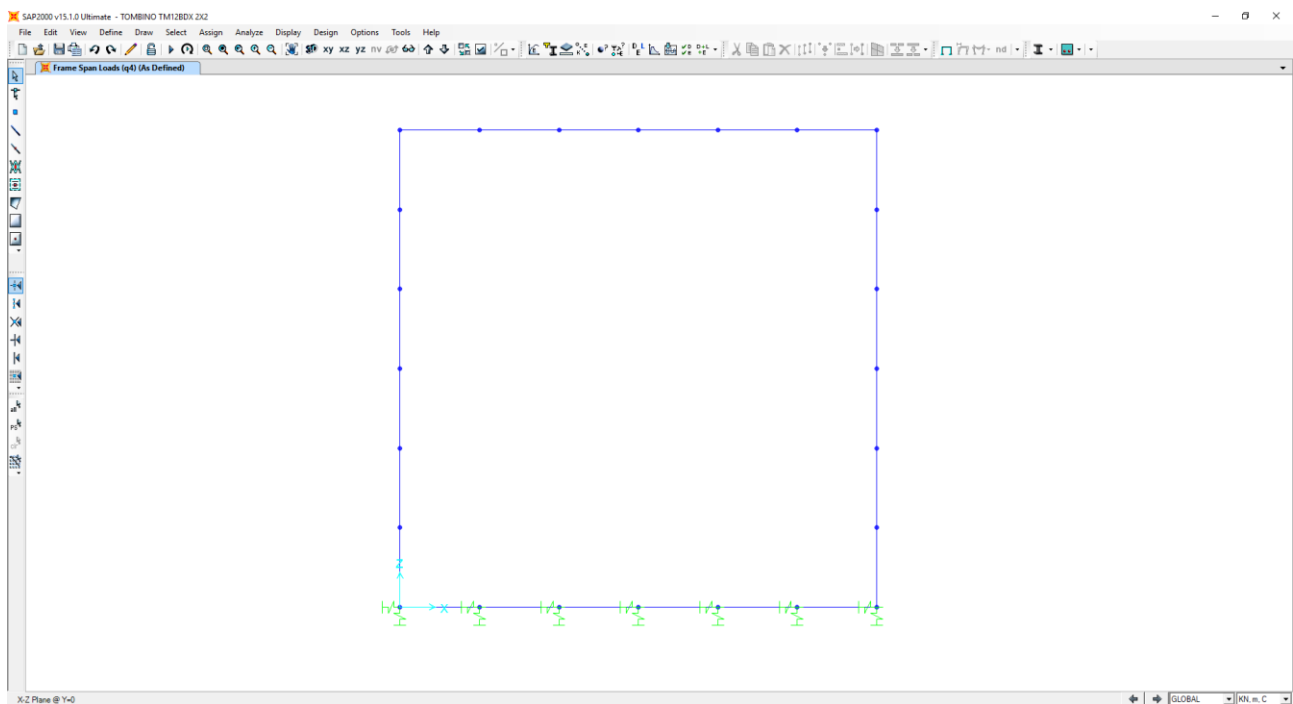 SAP2000 v15.1.0 Ultimate - TOMBINO TM12BDX 2X2
File Edit View Define Draw Select Assign Analyze Display Design Options Tools Help
xy xz yz nv nd
Frame Span Loads (q4) (As Defined)
Z
X
X-Z Plane @ Y=0
GLOBAL
KN, m, C